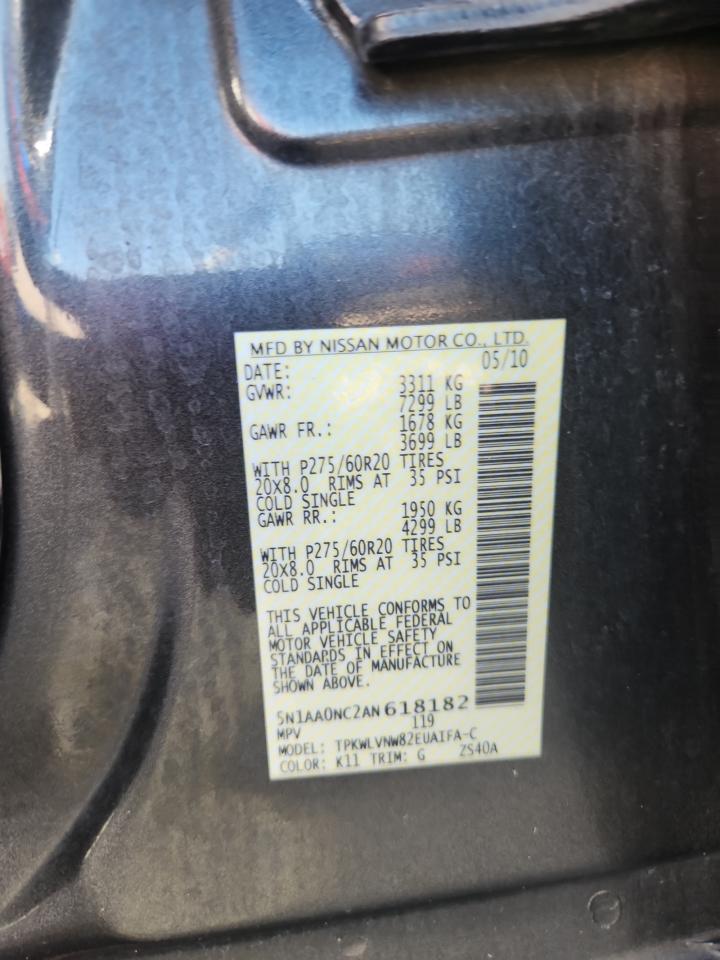 MFD BY NISSAN MOTOR CO., LTD.
DATE: 05/10
GVWR: 3311 KG
7299 LB
GAWR FR.: 1678 KG
3699 LB
WITH P275/60R20 TIRES
20X8.0 RIMS AT 35 PSI
COLD SINGLE
GAWR RR.: 1950 KG
4299 LB
WITH P275/60R20 TIRES
20X8.0 RIMS AT 35 PSI
COLD SINGLE
THIS VEHICLE CONFORMS TO
ALL APPLICABLE FEDERAL
MOTOR VEHICLE SAFETY
STANDARDS IN EFFECT ON
THE DATE OF MANUFACTURE
SHOWN ABOVE.
5N1AA0NC2AN618182
MPV 119
MODEL: TPKWLVNW82EUAIFA-C
COLOR: K11 TRIM: G ZS40A